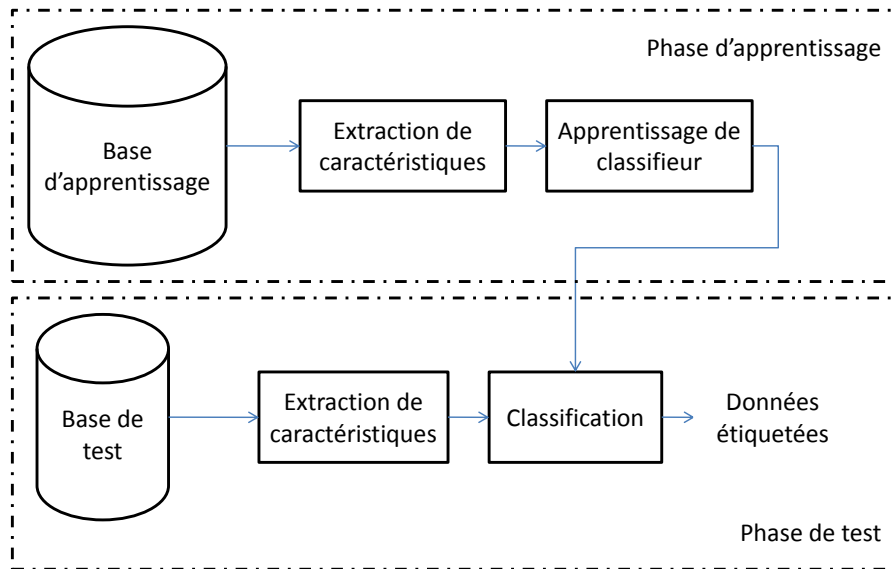 Phase d’apprentissage
Base
d’apprentissage
Extraction de
caractéristiques
Apprentissage de
classifieur
Base de
test
Extraction de
caractéristiques
Classification
Données
étiquetées
Phase de test